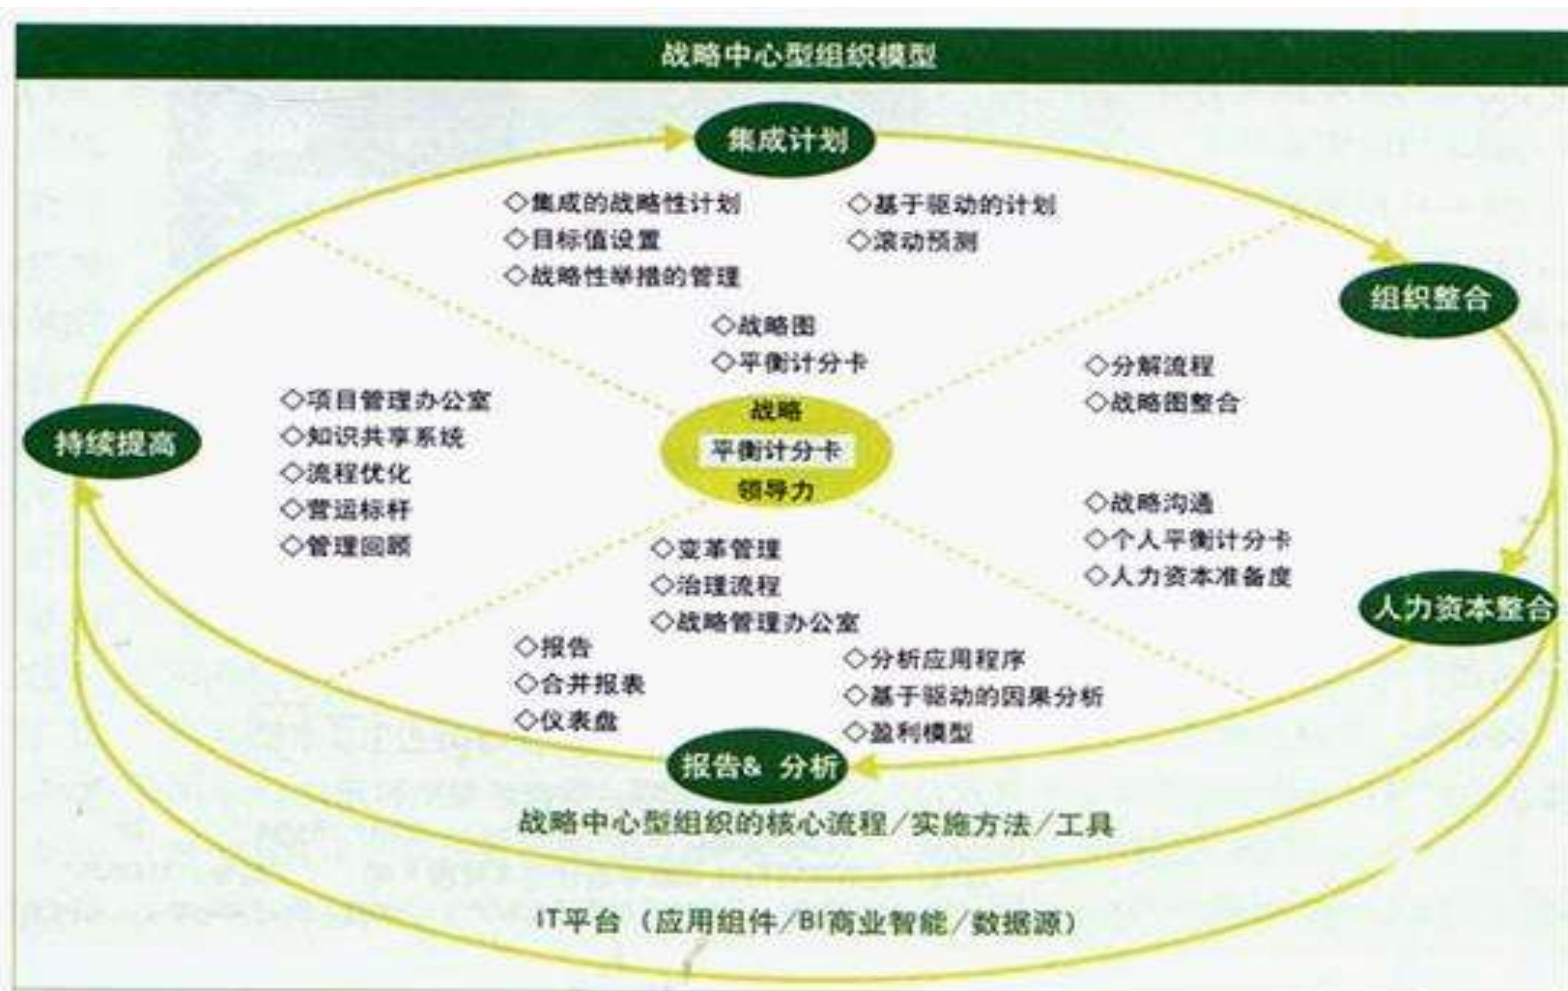 战略中心型组织模型
集成计划
◇集成的战略性计划
◇目标值设置
◇战略性举措的管理
◇基于驱动的计划
◇滚动预测
组织整合
◇战略图
◇平衡计分卡
◇分解流程
◇战略图整合
持续提高
◇项目管理办公室
◇知识共享系统
◇流程优化
◇营运标杆
◇管理回顾
战略
平衡计分卡
领导力
◇战略沟通
◇个人平衡计分卡
◇人力资本准备度
人力资本整合
◇变革管理
◇治理流程
◇战略管理办公室
◇报告
◇合并报表
◇仪表盘
◇分析应用程序
◇基于驱动的因果分析
◇盈利模型
报告& 分析
战略中心型组织的核心流程/实施方法/工具
IT平台（应用组件/BI商业智能/数据源）